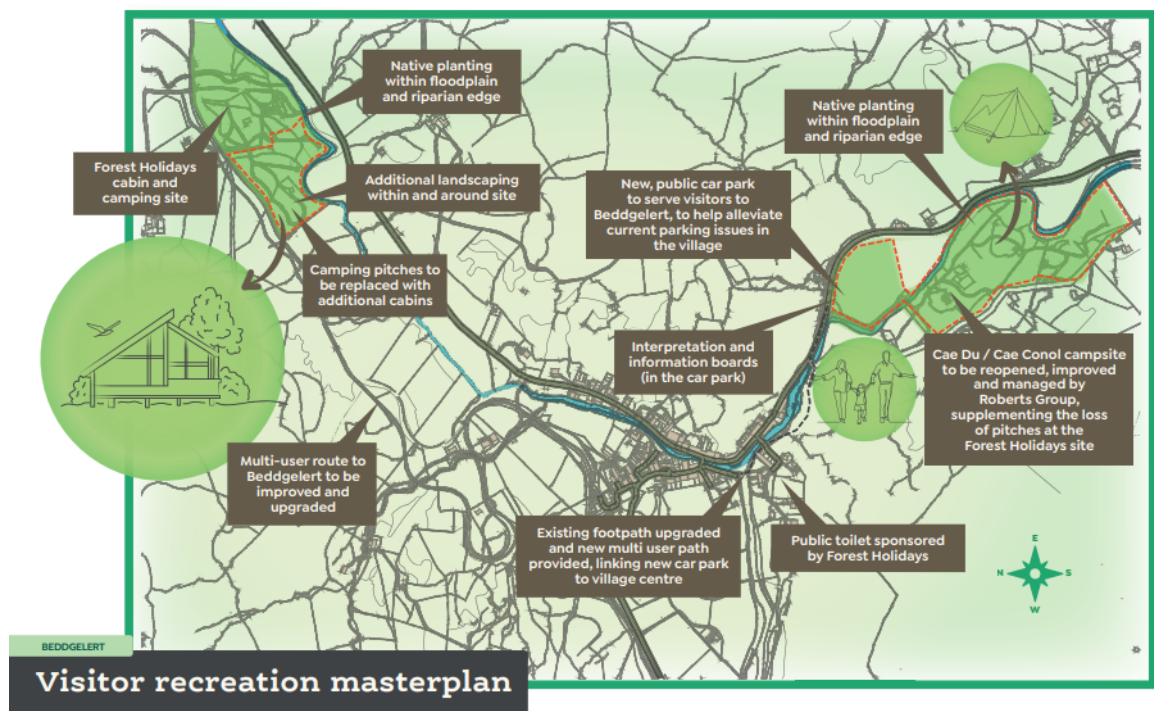 Native planting
within floodplain
and riparian edge
Native planting
within floodplain
and riparian edge
Forest Holidays
cabin and
camping site
Additional landscaping
within and around site
New, public car park
to serve visitors to
Beddgelert, to help alleviate
current parking issues in
the village
Camping pitches to
be replaced with
additional cabins
Interpretation and
information boards
(in the car park)
Cae Du / Cae Conol campsite
to be reopened, improved
and managed by
Roberts Group,
supplementing the loss
of pitches at the
Forest Holidays site
Multi-user route to
Beddgelert to be
improved and
upgraded
Existing footpath upgraded
and new multi user path
provided, linking new car park
to village centre
Public toilet sponsored
by Forest Holidays
E
N
S
W
BEDDGELERT
Visitor recreation masterplan